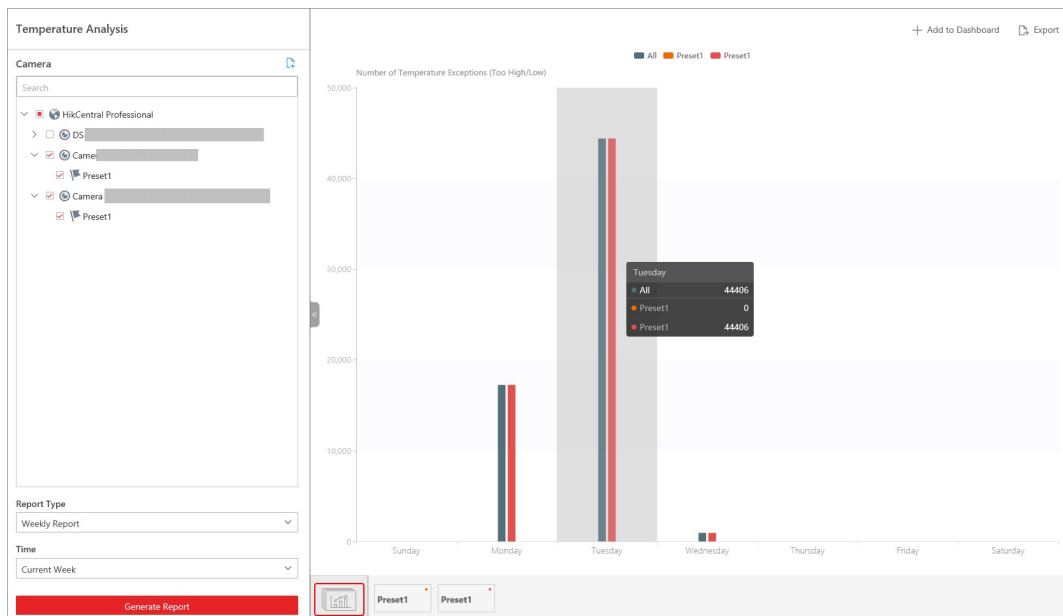 Temperature Analysis
Camera
Search
HikCentral Professional
DS-
Preset1
Camera
Preset1
Report Type
Weekly Report
Time
Current Week
Generate Report
Add to Dashboard
Export
All Preset1 Preset1
Number of Temperature Exceptions (Too High/Low)
50,000
40,000
30,000
20,000
10,000
0
Tuesday
All 44406
Preset1 0
Preset1 44406
Sunday Monday Tuesday Wednesday Thursday Friday Saturday
Preset1 Preset1